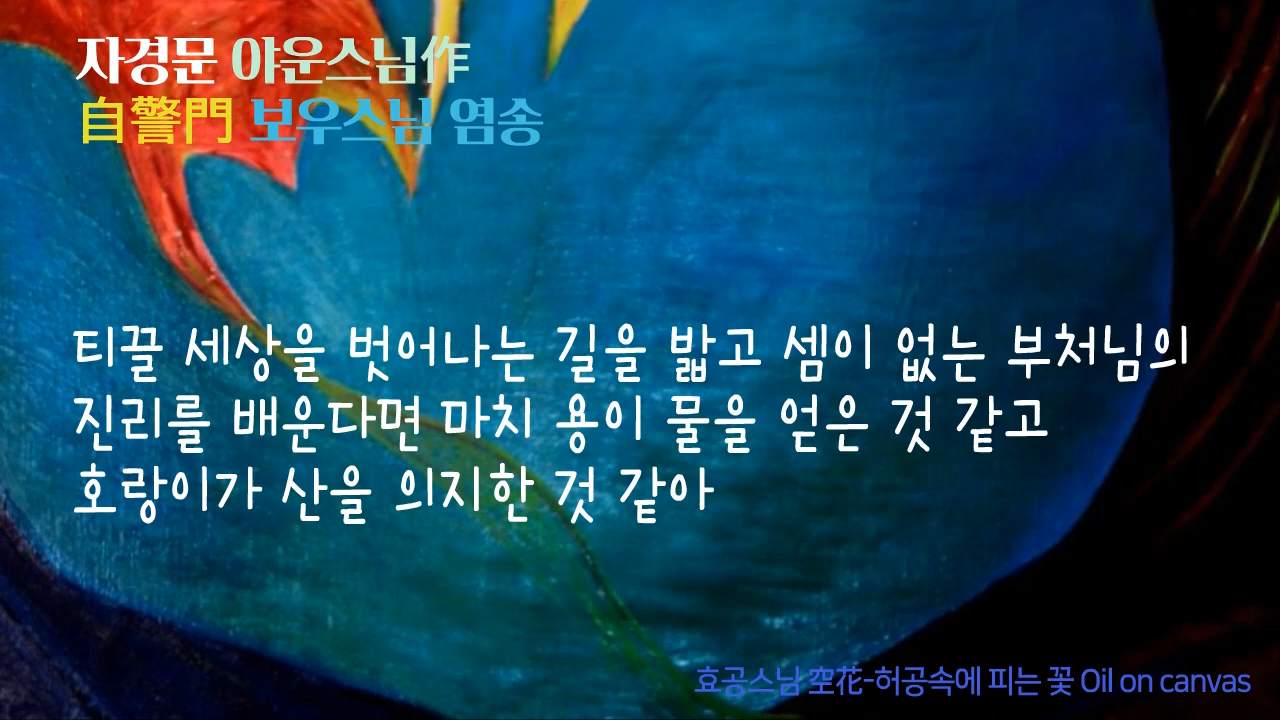 자경문 야운스님作
自警門 보우스님 염송
티끌 세상을 벗어나는 길을 밟고 셈이 없는 부처님의
진리를 배운다면 마치 용이 물을 얻은 것 같고
호랑이가 산을 의지한 것 같아
효공스님 空花-허공속에 피는 꽃 Oil on canvas